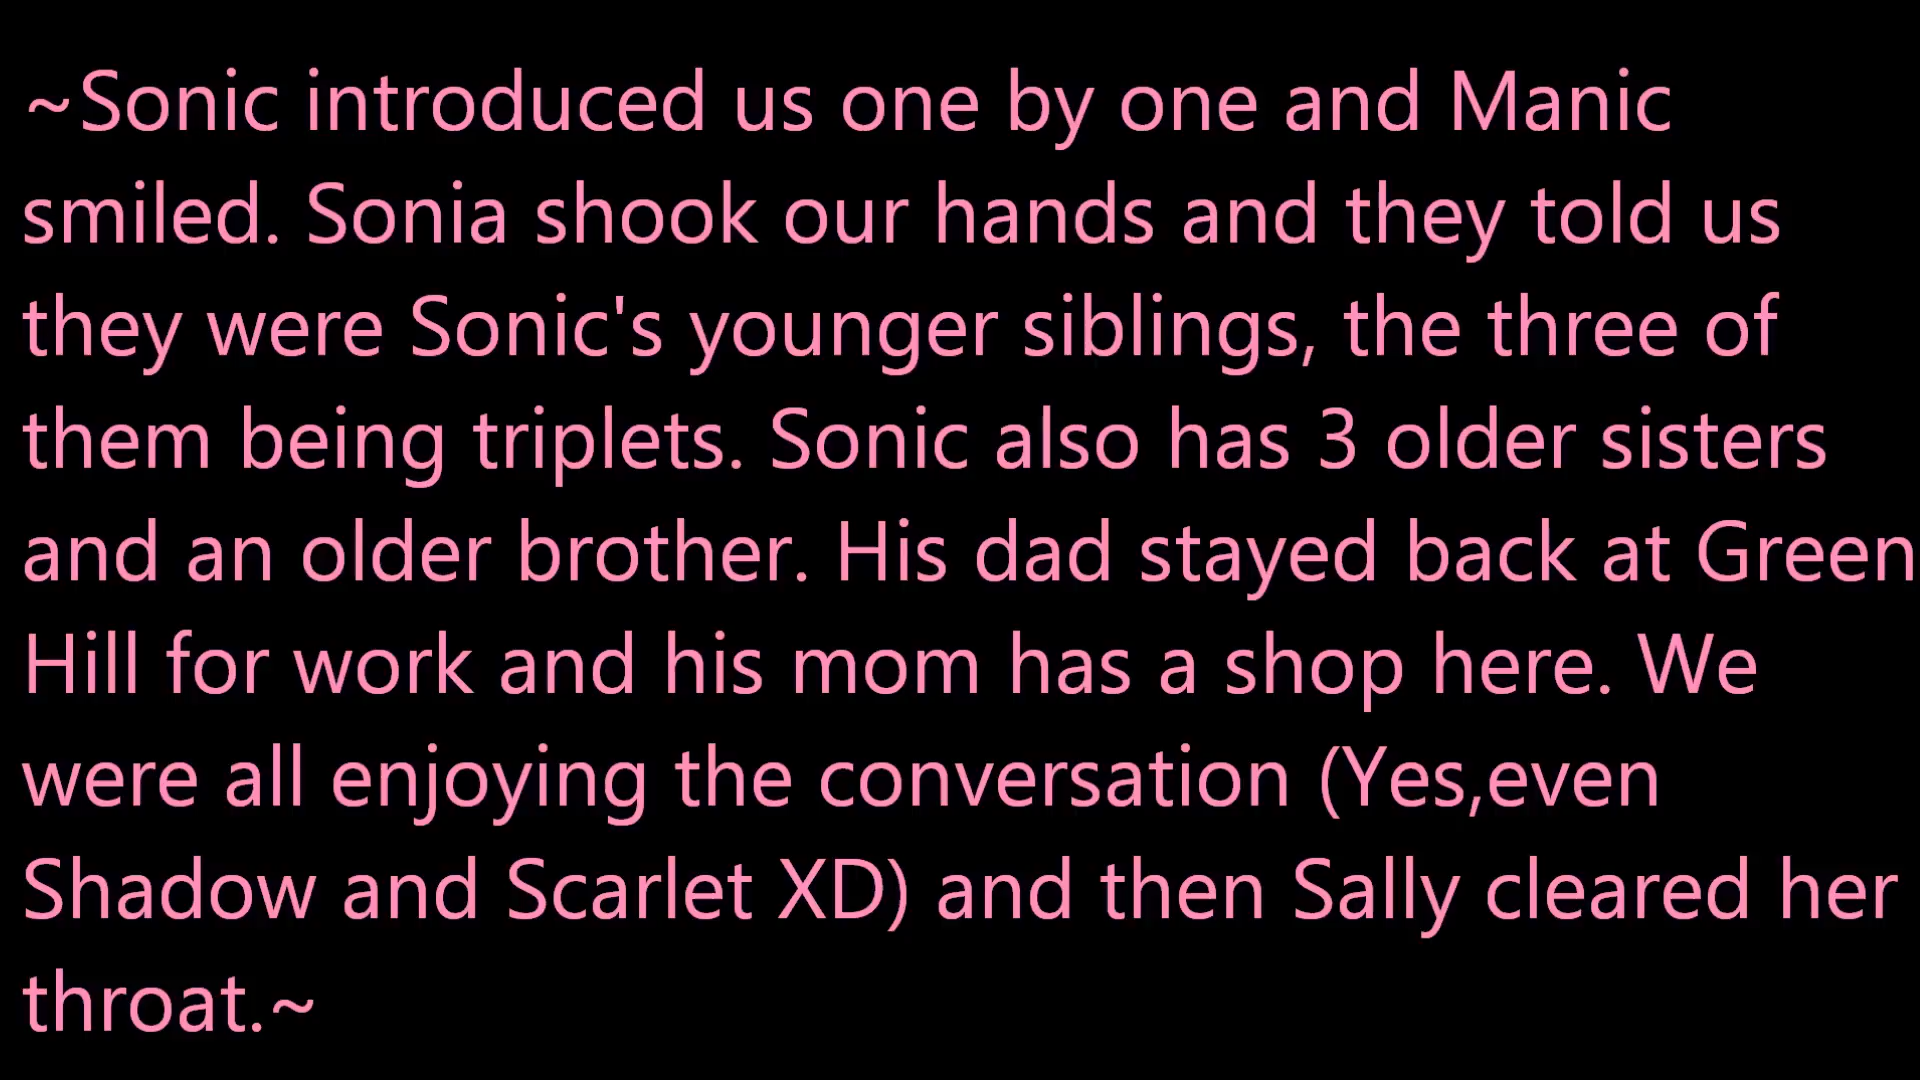 ~Sonic introduced us one by one and Manic
smiled. Sonia shook our hands and they told us
they were Sonic's younger siblings, the three of
them being triplets. Sonic also has 3 older sisters
and an older brother. His dad stayed back at Green
Hill for work and his mom has a shop here. We
were all enjoying the conversation (Yes,even
Shadow and Scarlet XD) and then Sally cleared her
throat.~